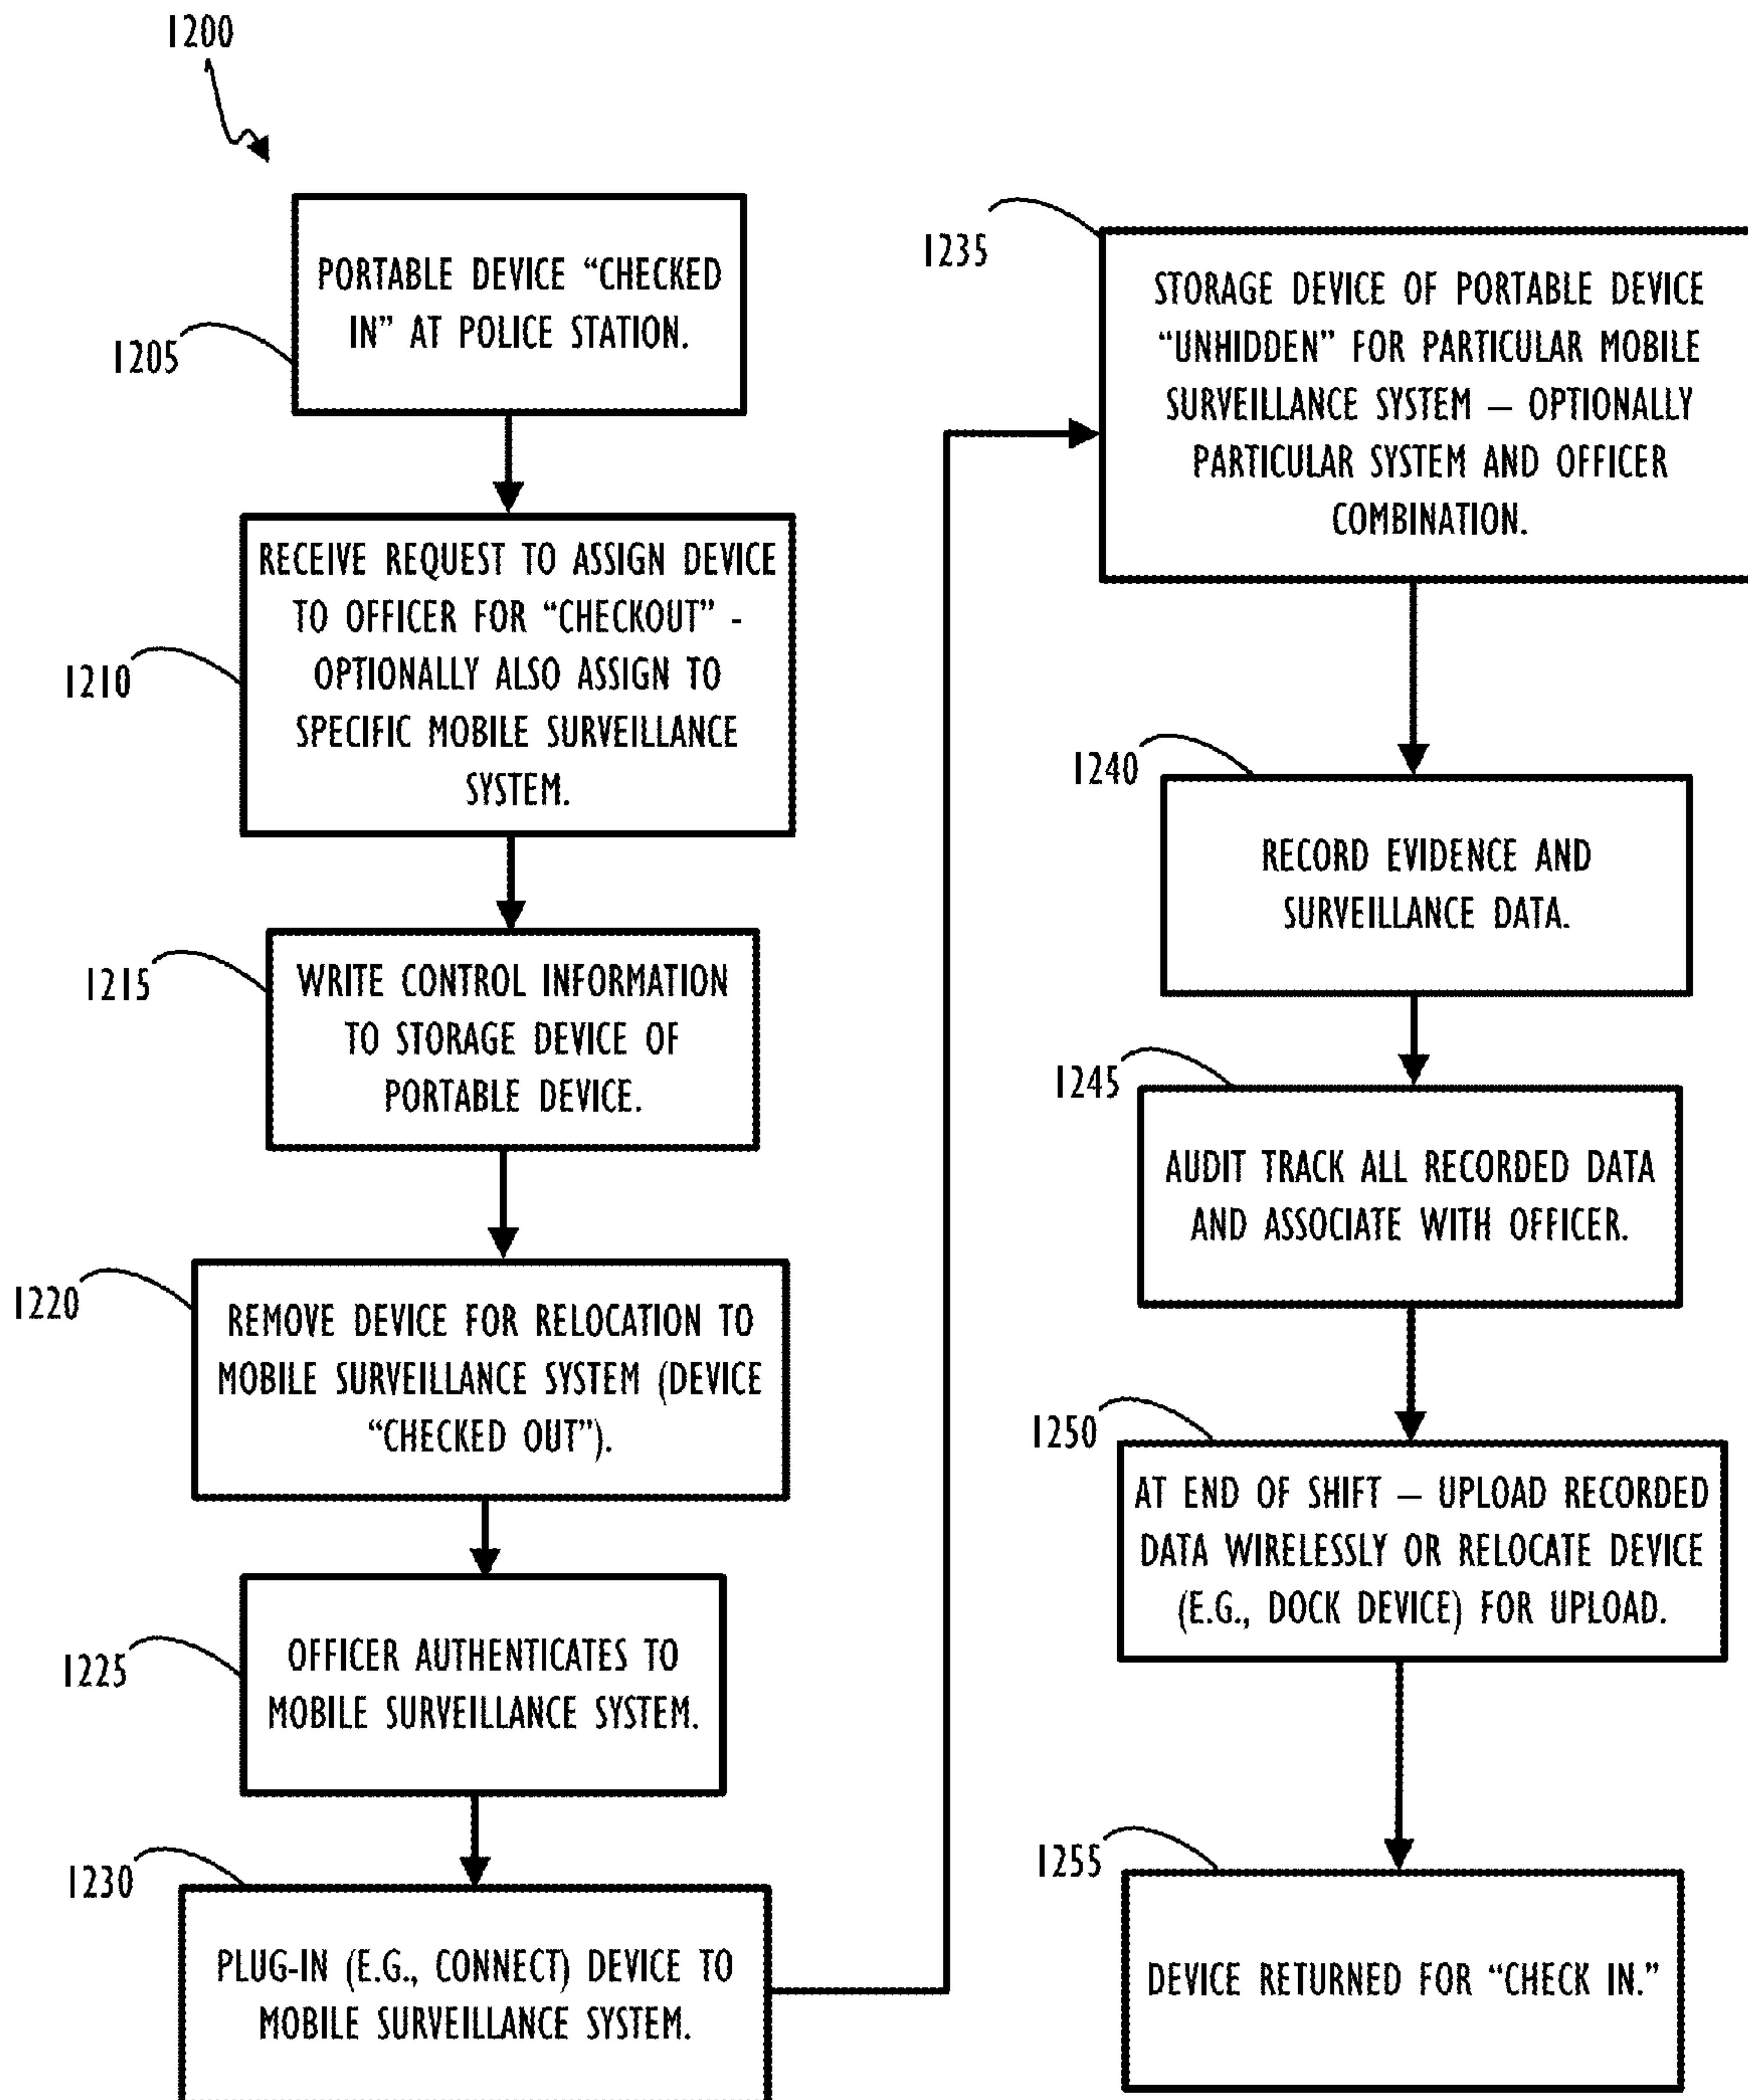 1200
PORTABLE DEVICE “CHECKED
IN” AT POLICE STATION.
1205
RECEIVE REQUEST TO ASSIGN DEVICE
TO OFFICER FOR “CHECKOUT” -
OPTIONALLY ALSO ASSIGN TO
SPECIFIC MOBILE SURVEILLANCE
SYSTEM.
1210
WRITE CONTROL INFORMATION
TO STORAGE DEVICE OF
PORTABLE DEVICE.
1215
REMOVE DEVICE FOR RELOCATION TO
MOBILE SURVEILLANCE SYSTEM (DEVICE
“CHECKED OUT”).
1220
OFFICER AUTHENTICATES TO
MOBILE SURVEILLANCE SYSTEM.
1225
PLUG-IN (E.G., CONNECT) DEVICE TO
MOBILE SURVEILLANCE SYSTEM.
1230
1235
STORAGE DEVICE OF PORTABLE DEVICE
“UNHIDDEN” FOR PARTICULAR MOBILE
SURVEILLANCE SYSTEM — OPTIONALLY
PARTICULAR SYSTEM AND OFFICER
COMBINATION.
1240
RECORD EVIDENCE AND
SURVEILLANCE DATA.
1245
AUDIT TRACK ALL RECORDED DATA
AND ASSOCIATE WITH OFFICER.
1250
AT END OF SHIFT — UPLOAD RECORDED
DATA WIRELESSLY OR RELOCATE DEVICE
(E.G., DOCK DEVICE) FOR UPLOAD.
1255
DEVICE RETURNED FOR “CHECK IN.”